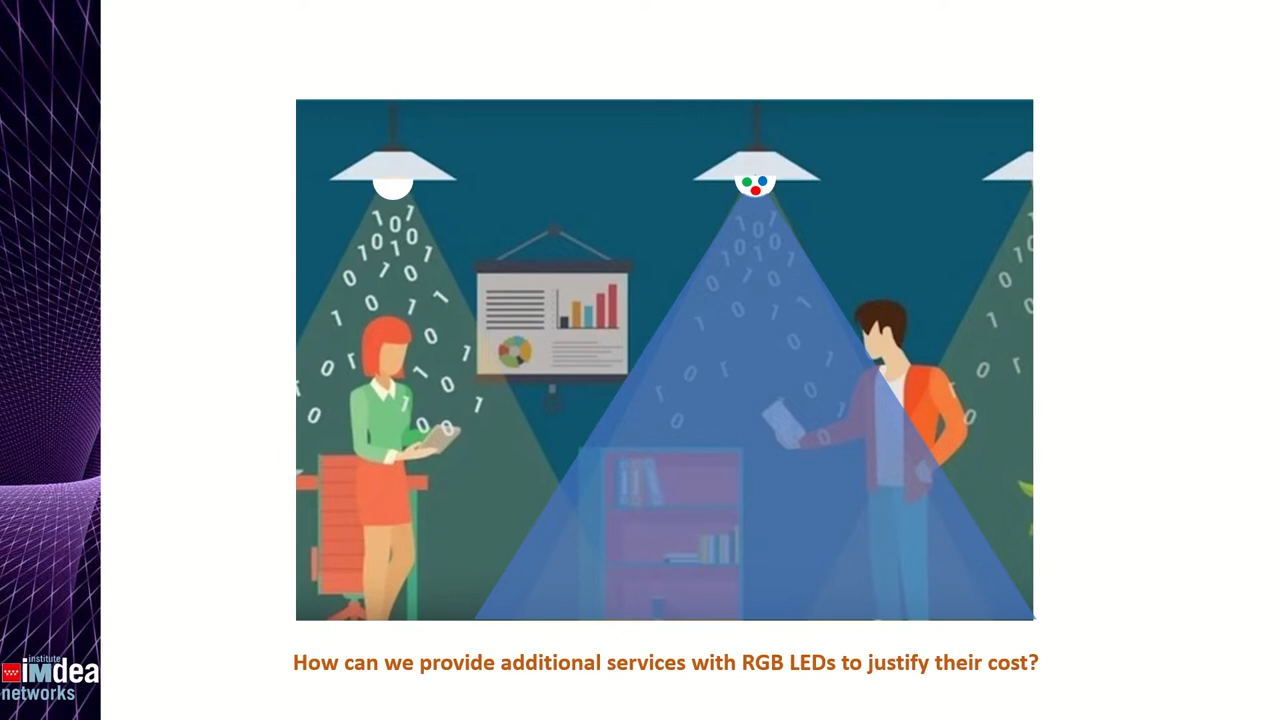 How can we provide additional services with RGB LEDs to justify their cost?
institute
iMdea
networks